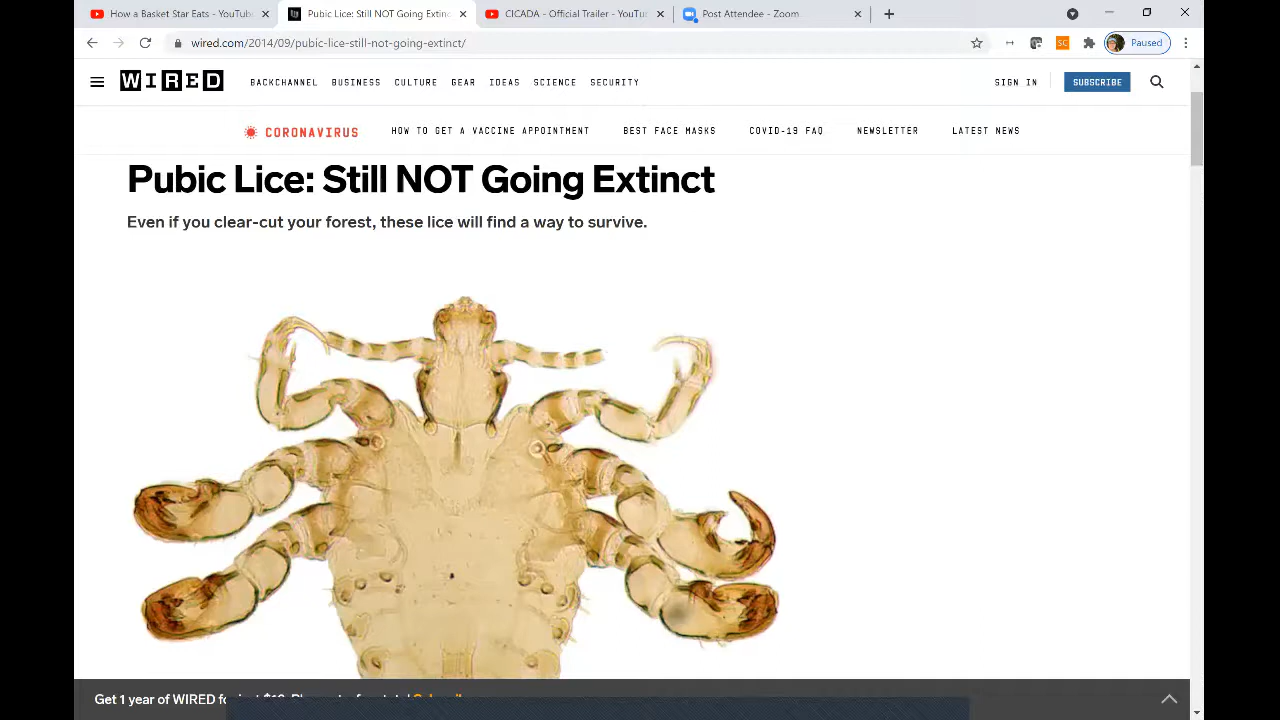 How a Basket Star Eats - YouTub
Pubic Lice: Still NOT Going Extinc
CICADA - Official Trailer - YouTu
Post Attendee - Zoom
wired.com/2014/09/pubic-lice-still-not-going-extinct/
SC
Paused
WIRED
BACKCHANNEL BUSINESS CULTURE GEAR IDEAS SCIENCE SECURITY
SIGN IN
SUBSCRIBE
CORONAVIRUS
HOW TO GET A VACCINE APPOINTMENT
BEST FACE MASKS
COVID-19 FAQ
NEWSLETTER
LATEST NEWS
Pubic Lice: Still NOT Going Extinct
Even if you clear-cut your forest, these lice will find a way to survive.
Get 1 year of WIRED